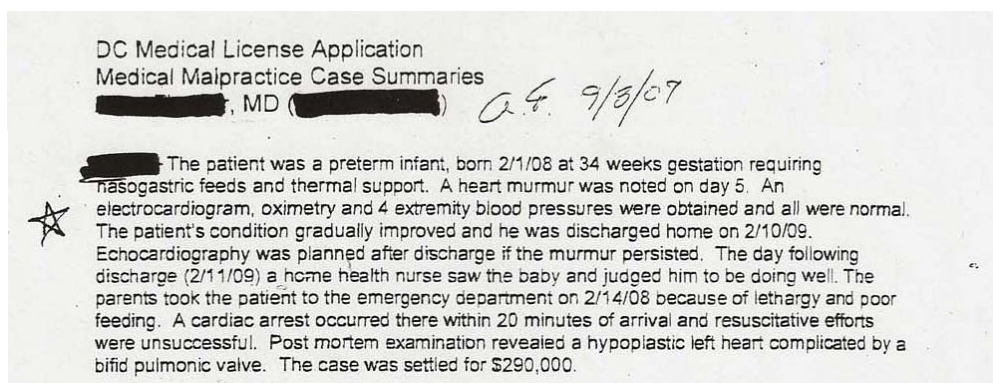 DC Medical License Application
Medical Malpractice Case Summaries
, MD ( ) a.f. 9/3/07
The patient was a preterm infant, born 2/1/08 at 34 weeks gestation requiring
nasogastric feeds and thermal support. A heart murmur was noted on day 5. An
electrocardiogram, oximetry and 4 extremity blood pressures were obtained and all were normal.
The patient's condition gradually improved and he was discharged home on 2/10/09.
Echocardiography was planned after discharge if the murmur persisted. The day following
discharge (2/11/09) a home health nurse saw the baby and judged him to be doing well. The
parents took the patient to the emergency department on 2/14/08 because of lethargy and poor
feeding. A cardiac arrest occurred there within 20 minutes of arrival and resuscitative efforts
were unsuccessful. Post mortem examination revealed a hypoplastic left heart complicated by a
bifid pulmonic valve. The case was settled for $290,000.